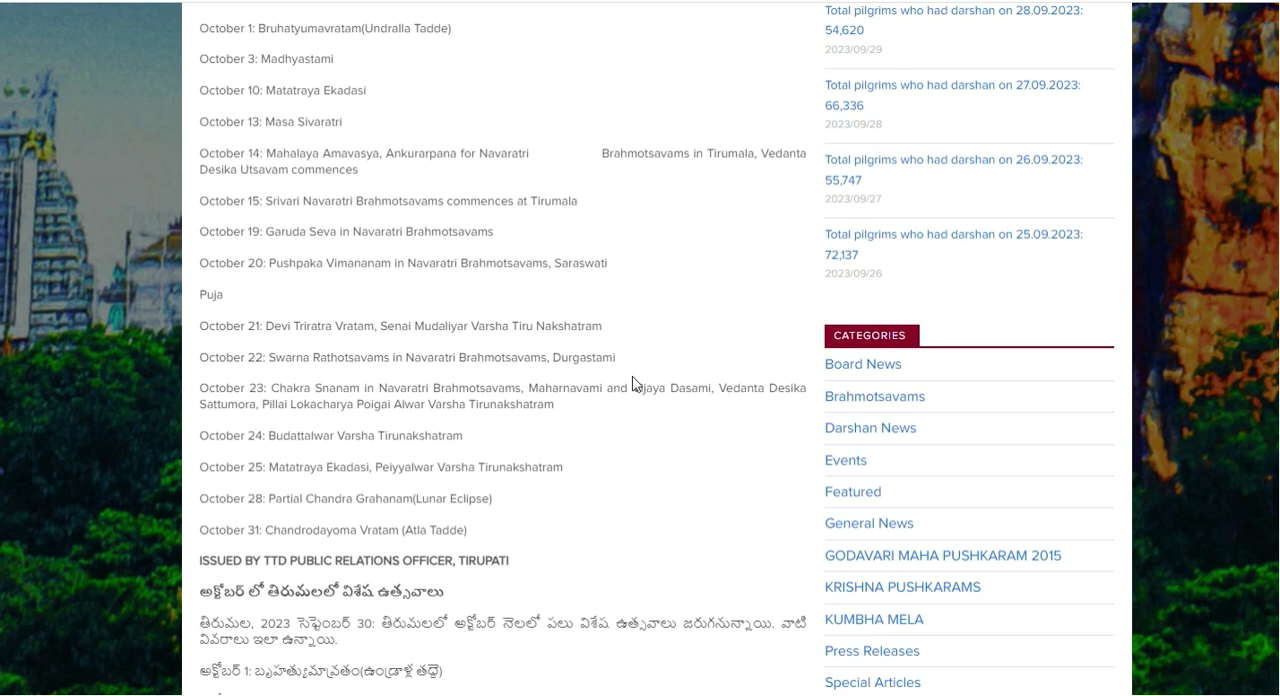 October 1: Bruhatyumavratam(Undralla Tadde)
October 3: Madhyastami
October 10: Matatraya Ekadasi
October 13: Masa Sivaratri
October 14: Mahalaya Amavasya, Ankurarpana for Navaratri Brahmotsavams in Tirumala, Vedanta
Desika Utsavam commences
October 15: Srivari Navaratri Brahmotsavams commences at Tirumala
October 19: Garuda Seva in Navaratri Brahmotsavams
October 20: Pushpaka Vimananam in Navaratri Brahmotsavams, Saraswati
Puja
October 21: Devi Triratra Vratam, Senai Mudaliyar Varsha Tiru Nakshatram
October 22: Swarna Rathotsavams in Navaratri Brahmotsavams, Durgastami
October 23: Chakra Snanam in Navaratri Brahmotsavams, Maharnavami and Dasami, Vedanta Desika
Sattumora, Pillai Lokacharya Poigai Alwar Varsha Tirunakshatram
October 24: Budattalwar Varsha Tirunakshatram
October 25: Matatraya Ekadasi, Peiyyalwar Varsha Tirunakshatram
October 28: Partial Chandra Grahanam(Lunar Eclipse)
October 31: Chandrodayoma Vratam (Atla Tadde)
ISSUED BY TTD PUBLIC RELATIONS OFFICER, TIRUPATI
అక్టోబర్ లో తిరుమలలో విశేష ఉత్సవాలు
తిరుమల, 2023 సెప్టెంబర్ 30: తిరుమలలో అక్టోబర్ నెలలో పలు విశేష ఉత్సవాలు జరుగనున్నాయి. వాటి
వివరాలు ఇలా ఉన్నాయి.
అక్టోబర్ 1: బృహత్యుమావ్రతం(ఉండ్రాళ్ల తద్దె)
Total pilgrims who had darshan on 28.09.2023:
54,620
2023/09/29
Total pilgrims who had darshan on 27.09.2023:
66,336
2023/09/28
Total pilgrims who had darshan on 26.09.2023:
55,747
2023/09/27
Total pilgrims who had darshan on 25.09.2023:
72,137
2023/09/26
CATEGORIES
Board News
Brahmotsavams
Darshan News
Events
Featured
General News
GODAVARI MAHA PUSHKARAM 2015
KRISHNA PUSHKARAMS
KUMBHA MELA
Press Releases
Special Articles